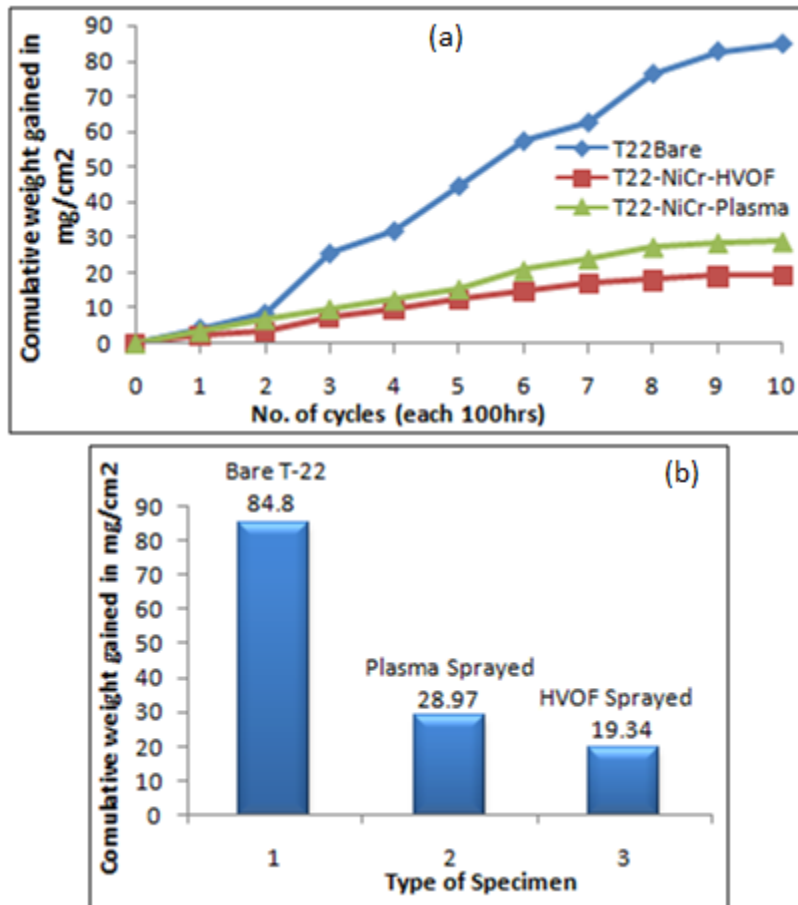 (a)
Comulative weight gained in
mg/cm2
90
80
70
60
50
40
30
20
10
0
T22Bare
T22-NiCr-HVOF
T22-NiCr-Plasma
0 1 2 3 4 5 6 7 8 9 10
No. of cycles (each 100hrs)
(b)
Comulative weight gained in mg/cm2
90
80
70
60
50
40
30
20
10
0
Bare T-22
84.8
Plasma Sprayed
28.97
HVOF Sprayed
19.34
1 2 3
Type of Specimen